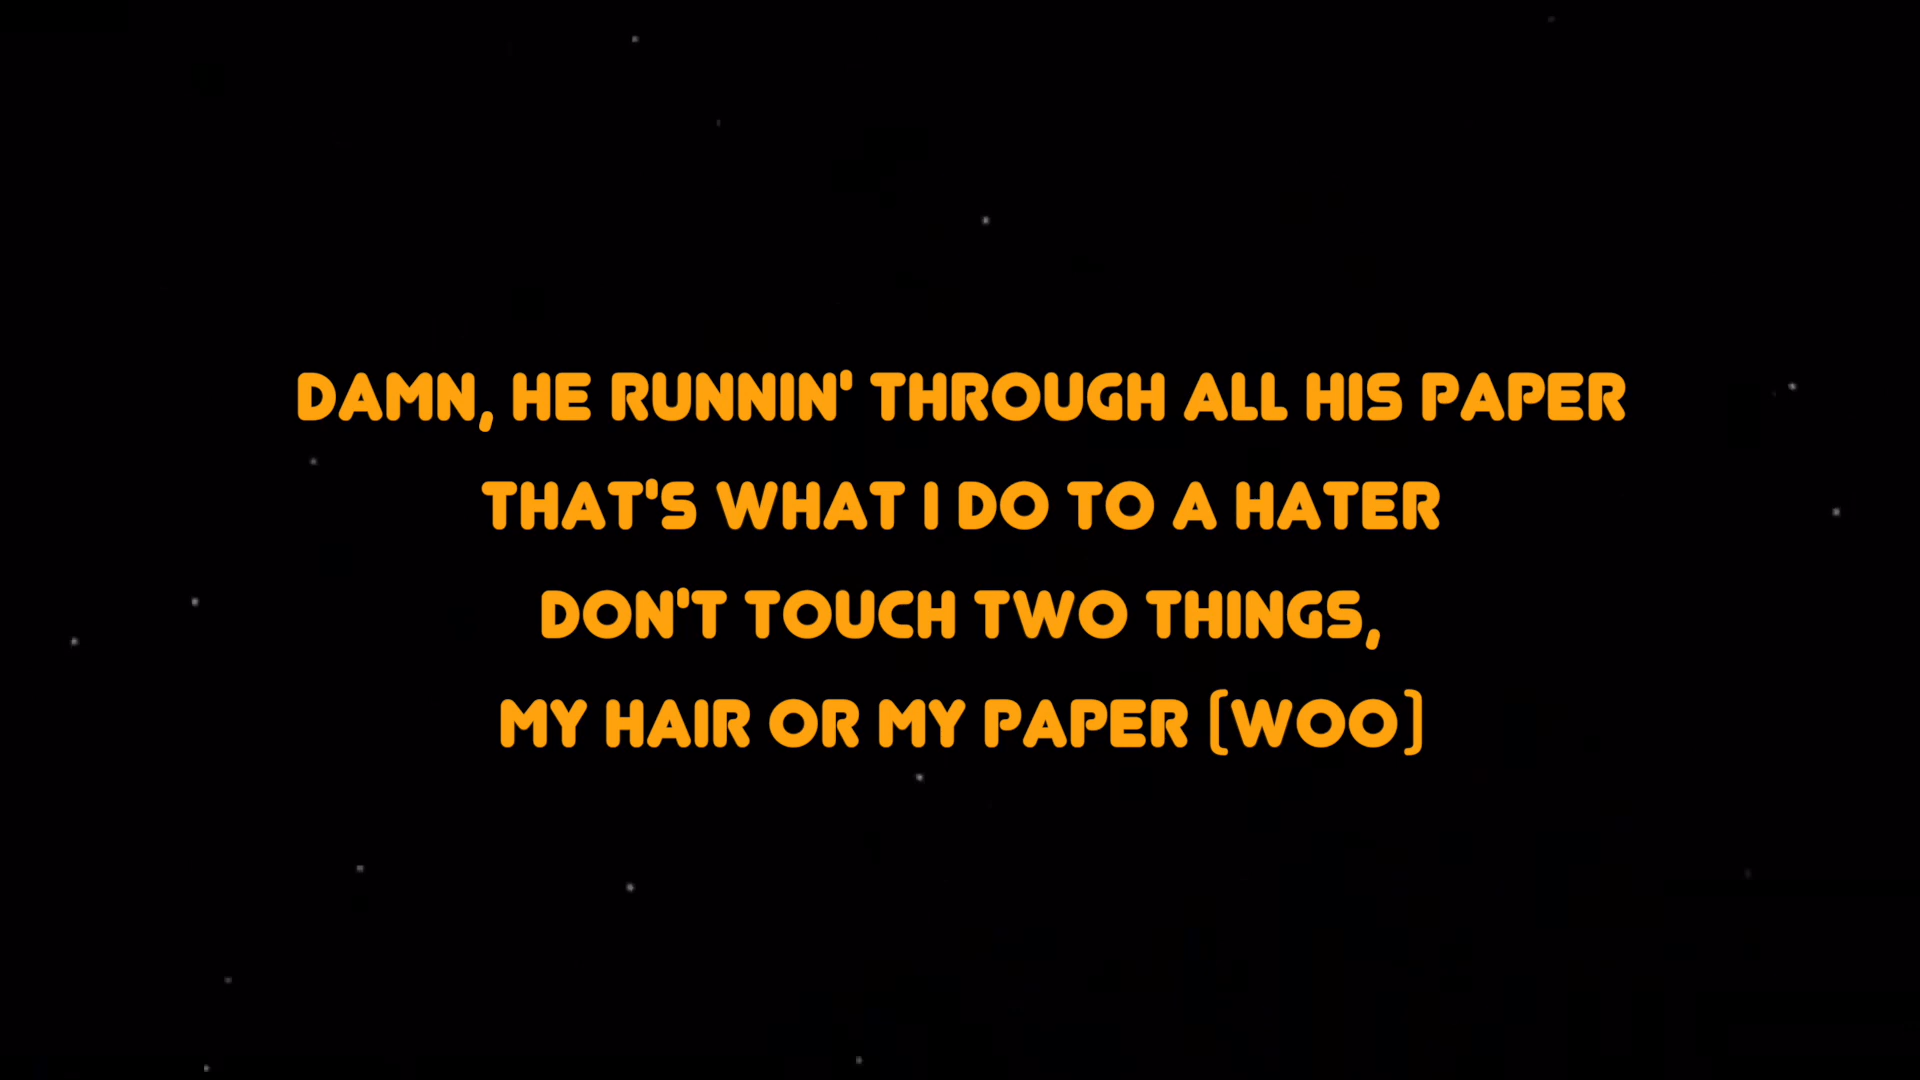 DAMN, HE RUNNIN' THROUGH ALL HIS PAPER
THAT'S WHAT I DO TO A HATER
DON'T TOUCH TWO THINGS,
MY HAIR OR MY PAPER (WOO)